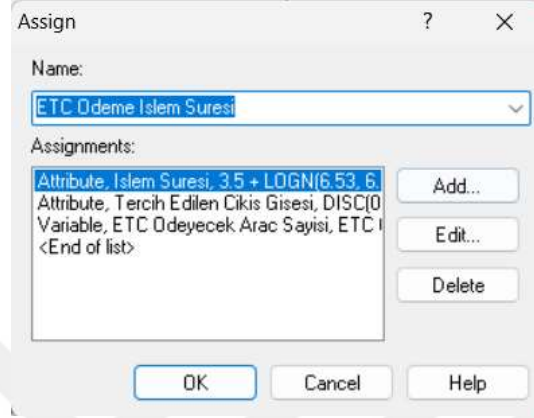 Assign ? ×
Name:
ETC Odeme Islem Suresi
Assignments:
Attribute, Islem Suresi, 3.5 + LOGN(6.53, 6.
Attribute, Tercih Edilen Cikis Gisesi, DISC(0
Variable, ETC Odeyecek Arac Sayisi, ETC
<End of list>
Add...
Edit...
Delete
OK Cancel Help